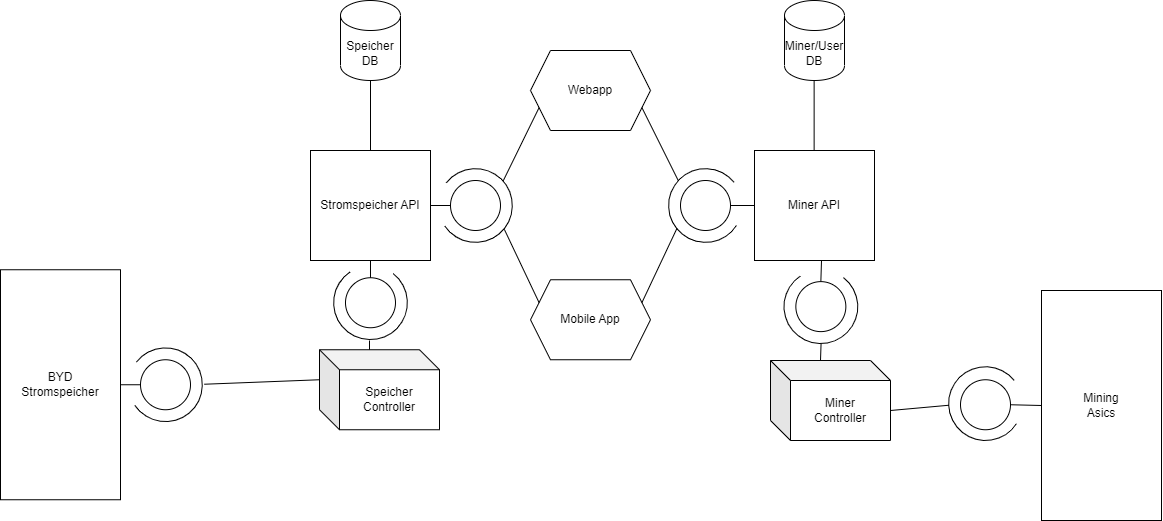 Speicher
DB
Miner/User
DB
Webapp
Stromspeicher API
Miner API
Mobile App
BYD
Stromspeicher
Speicher
Controller
Miner
Controller
Mining
Asics